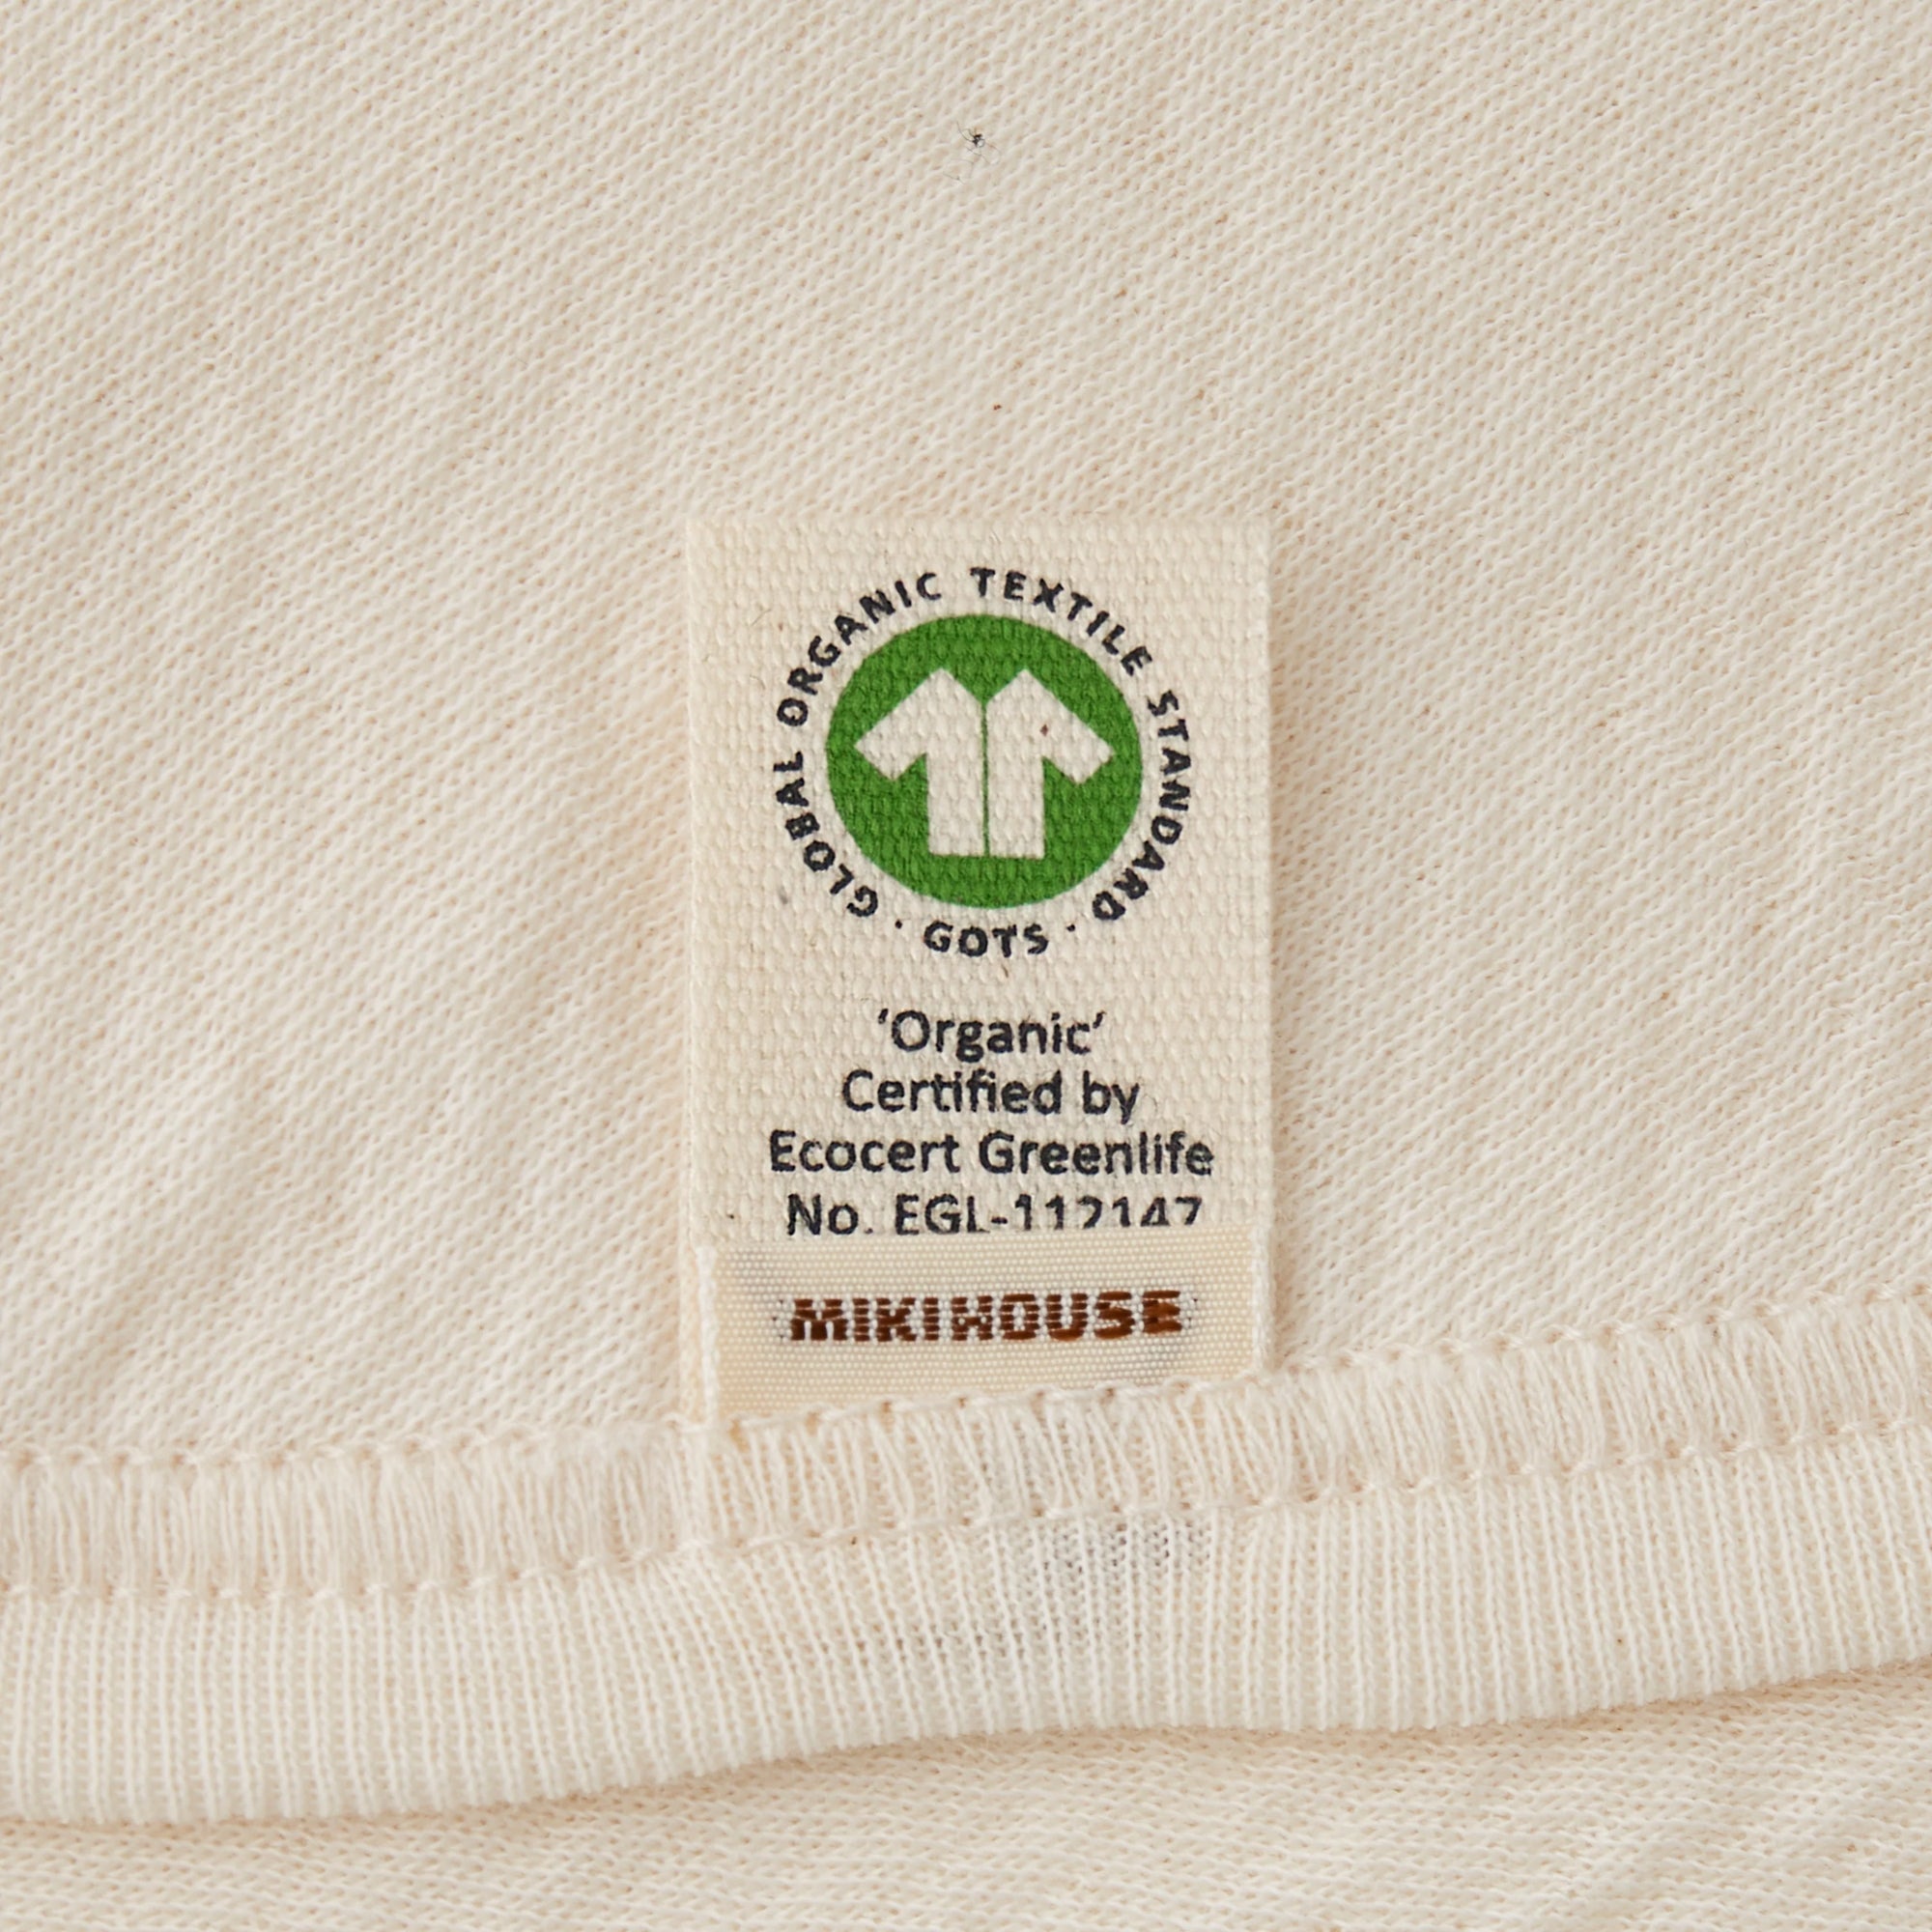 GLOBAL ORGANIC TEXTILE STANDARD · GOTS ·
‘Organic’
Certified by
Ecocert Greenlife
No. EGL-112147
MIKIHOUSE